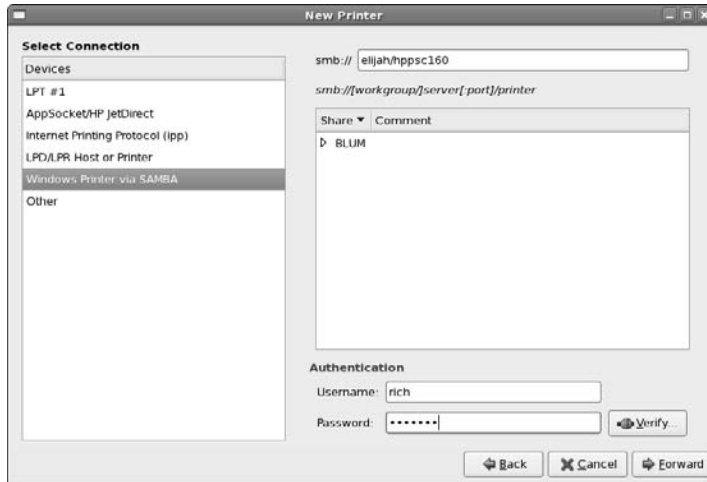 New Printer
Select Connection
Devices
LPT #1
AppSocket/HP JetDirect
Internet Printing Protocol (ipp)
LPD/LPR Host or Printer
Windows Printer via SAMBA
Other
smb:// elijah/hppsc160
smb://[workgroup/]server[:port]/printer
Share Comment
BLUM
Authentication
Username: rich
Password: •••••••
Verify...
Back Cancel Forward